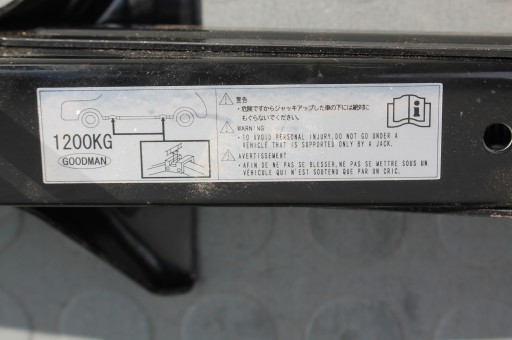 1200KG
GOODMAN
警告
・危険ですからジャッキアップした車の下には絶対に
もぐらないでください。
WARNING
・TO AVOID PERSONAL INJURY,DO NOT GO UNDER A
VEHICLE THAT IS SUPPORTED ONLY BY A JACK.
AVERTISSEMENT
・AFIN DE NE PAS SE BLESSER,NE PAS SE METTRE SOUS UN
VÉHICULE QUI N'EST SOUTENU QUE PAR UN CRIC.